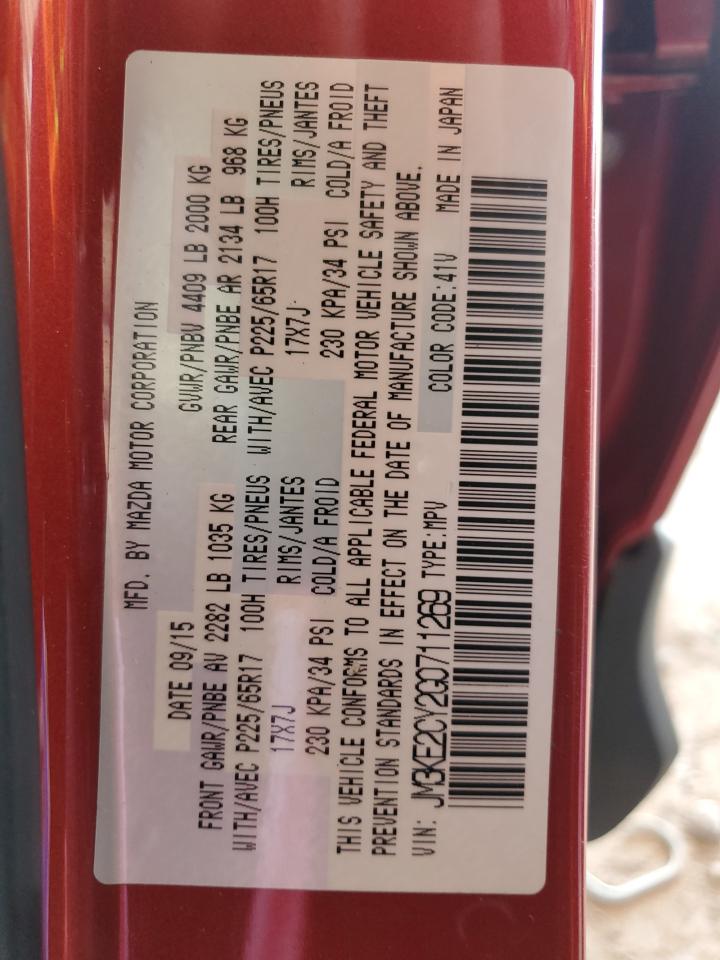 MFD. BY MAZDA MOTOR CORPORATION
DATE 09/15 GVWR/PNBV 4409 LB 2000 KG
FRONT GAWR/PNBE AV 2282 LB 1035 KG REAR GAWR/PNBE AR 2134 LB 968 KG
WITH/AVEC P225/65R17 100H TIRES/PNEUS WITH/AVEC P225/65R17 100H TIRES/PNEUS
17X7J RIMS/JANTES 17X7J RIMS/JANTES
230 KPA/34 PSI COLD/A FROID 230 KPA/34 PSI COLD/A FROID
THIS VEHICLE CONFORMS TO ALL APPLICABLE FEDERAL MOTOR VEHICLE SAFETY AND THEFT
PREVENTION STANDARDS IN EFFECT ON THE DATE OF MANUFACTURE SHOWN ABOVE.
VIN: JM3KE2CY2G0711269 TYPE:MPV COLOR CODE:41V MADE IN JAPAN